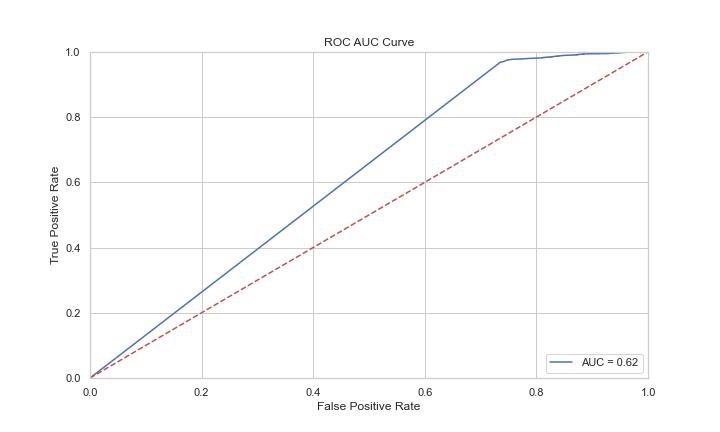 ROC AUC Curve
1.0
0.8
0.6
0.4
0.2
0.0
True Positive Rate
AUC = 0.62
0.0 0.2 0.4 0.6 0.8 1.0
False Positive Rate